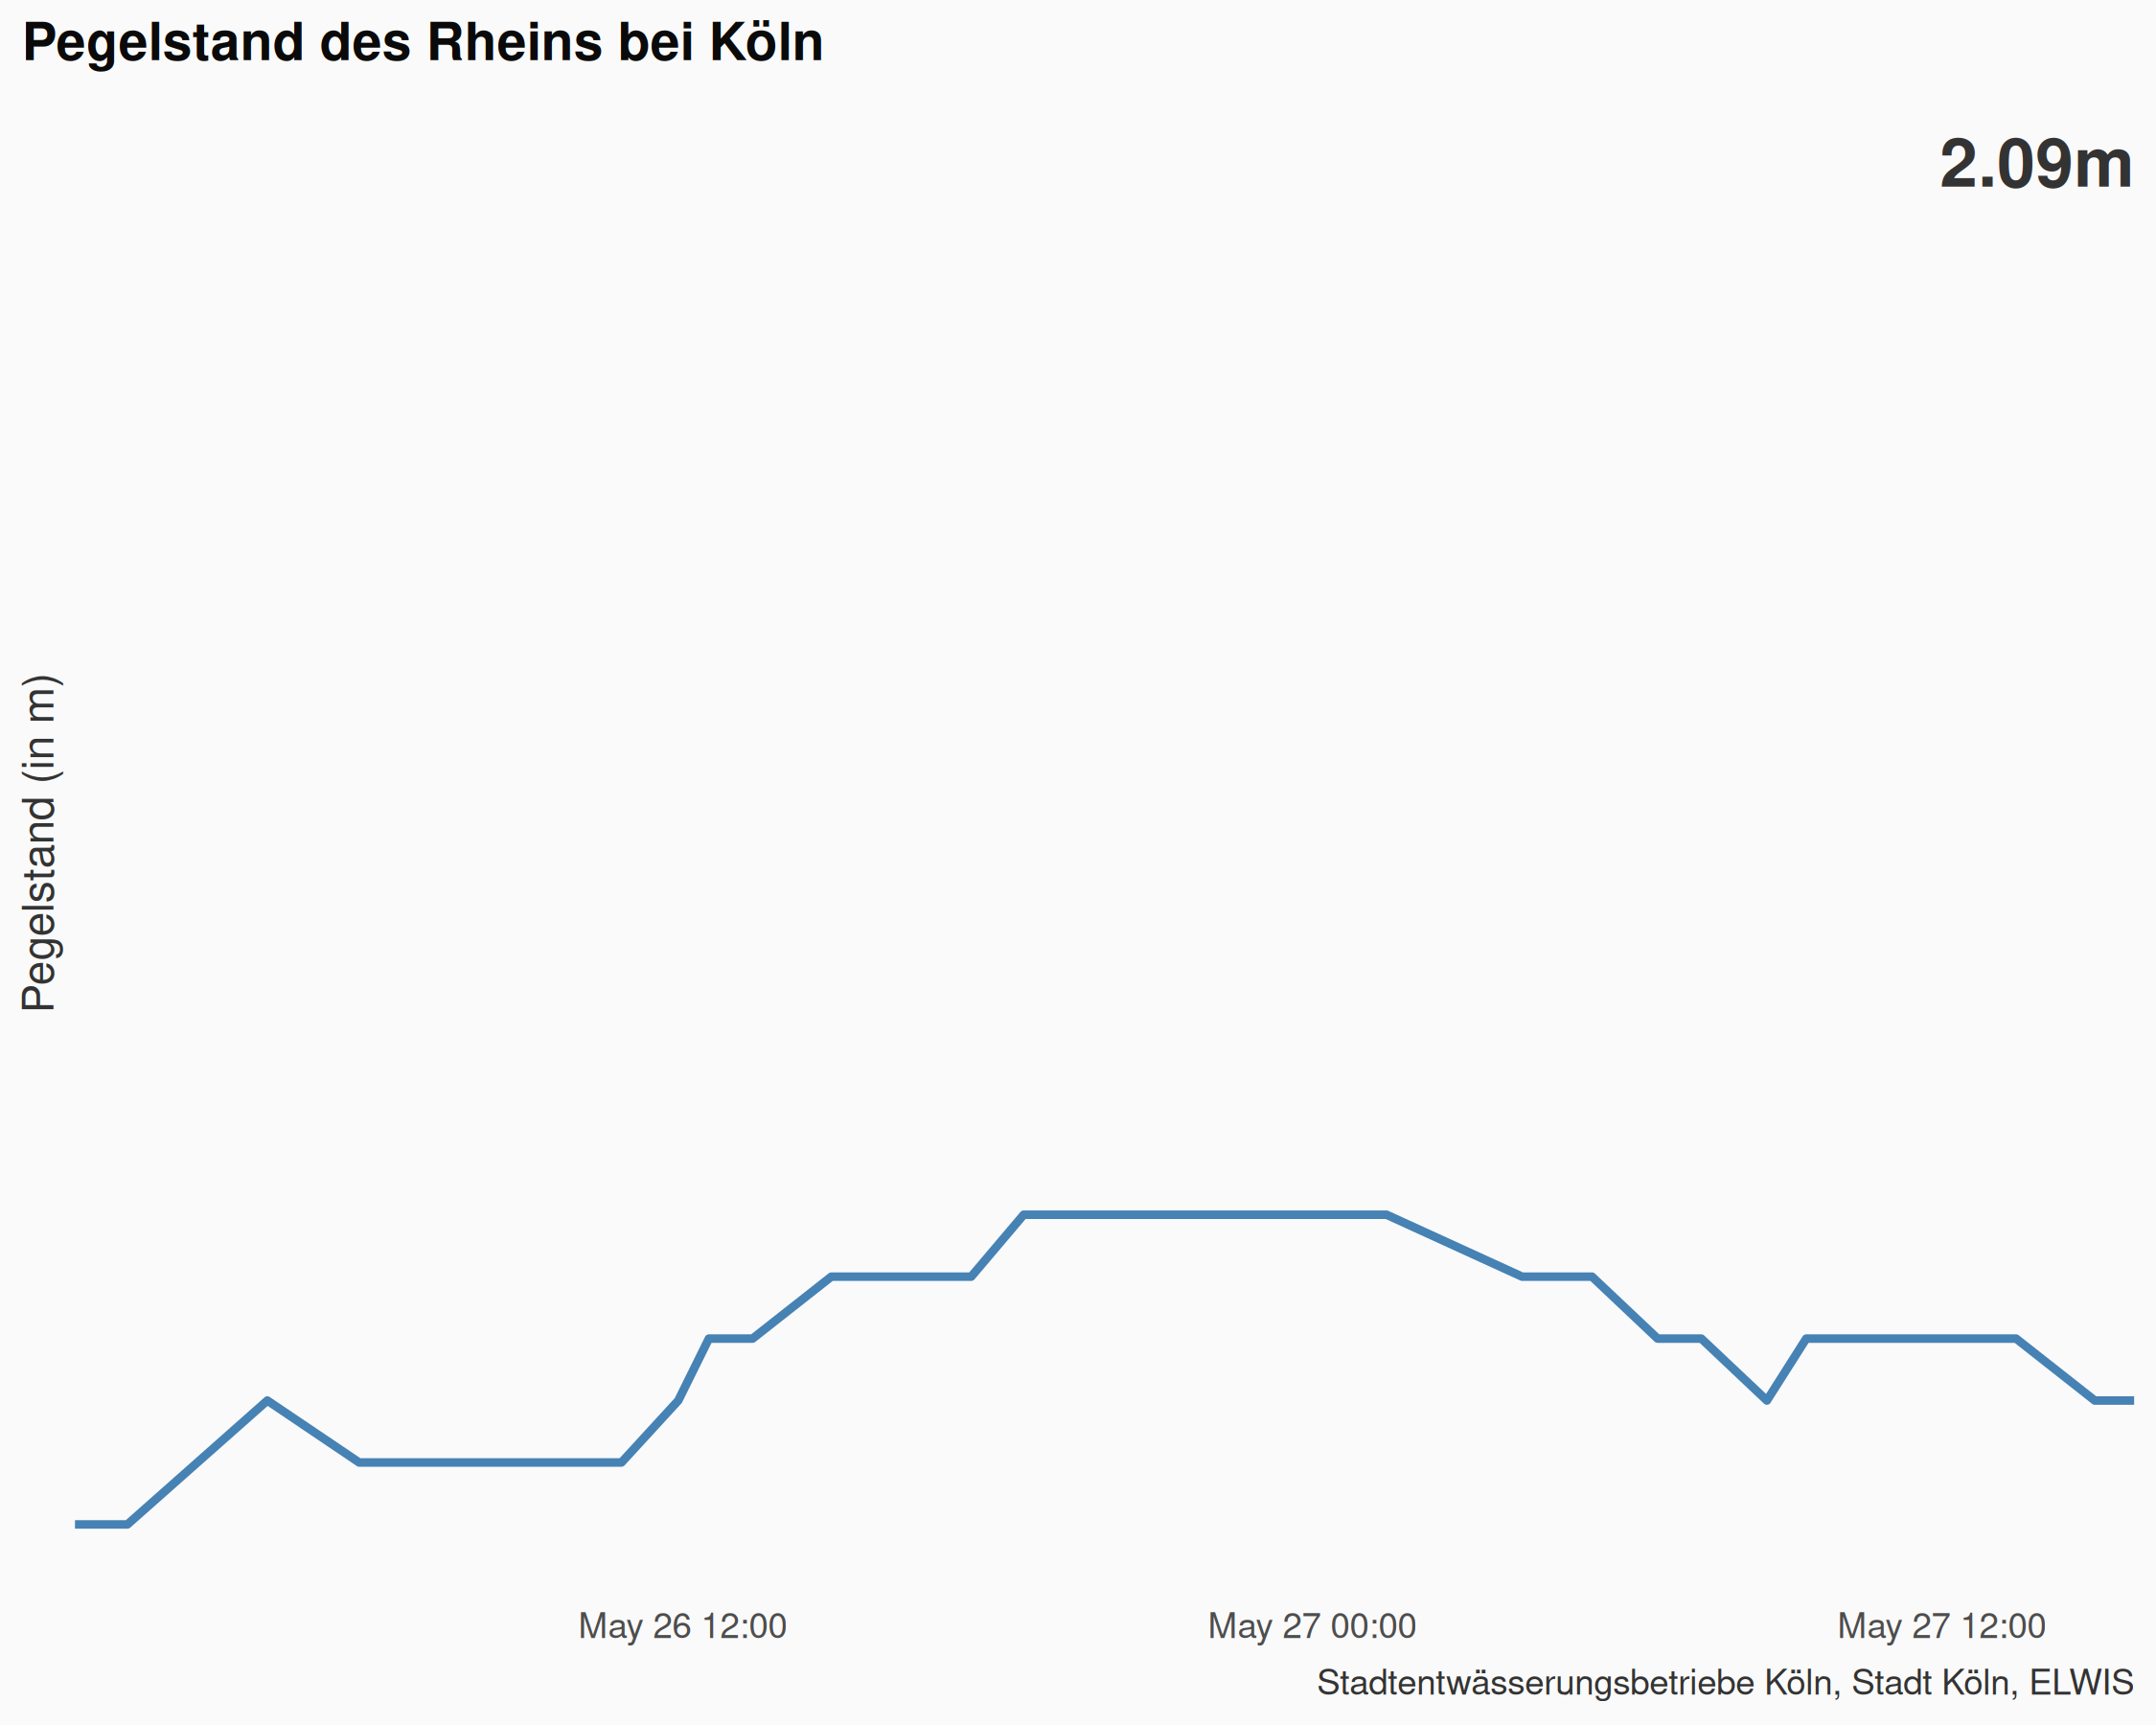 Pegelstand des Rheins bei Köln
2.09m
Pegelstand (in m)
May 26 12:00
May 27 00:00
May 27 12:00
Stadtentwässerungsbetriebe Köln, Stadt Köln, ELWIS